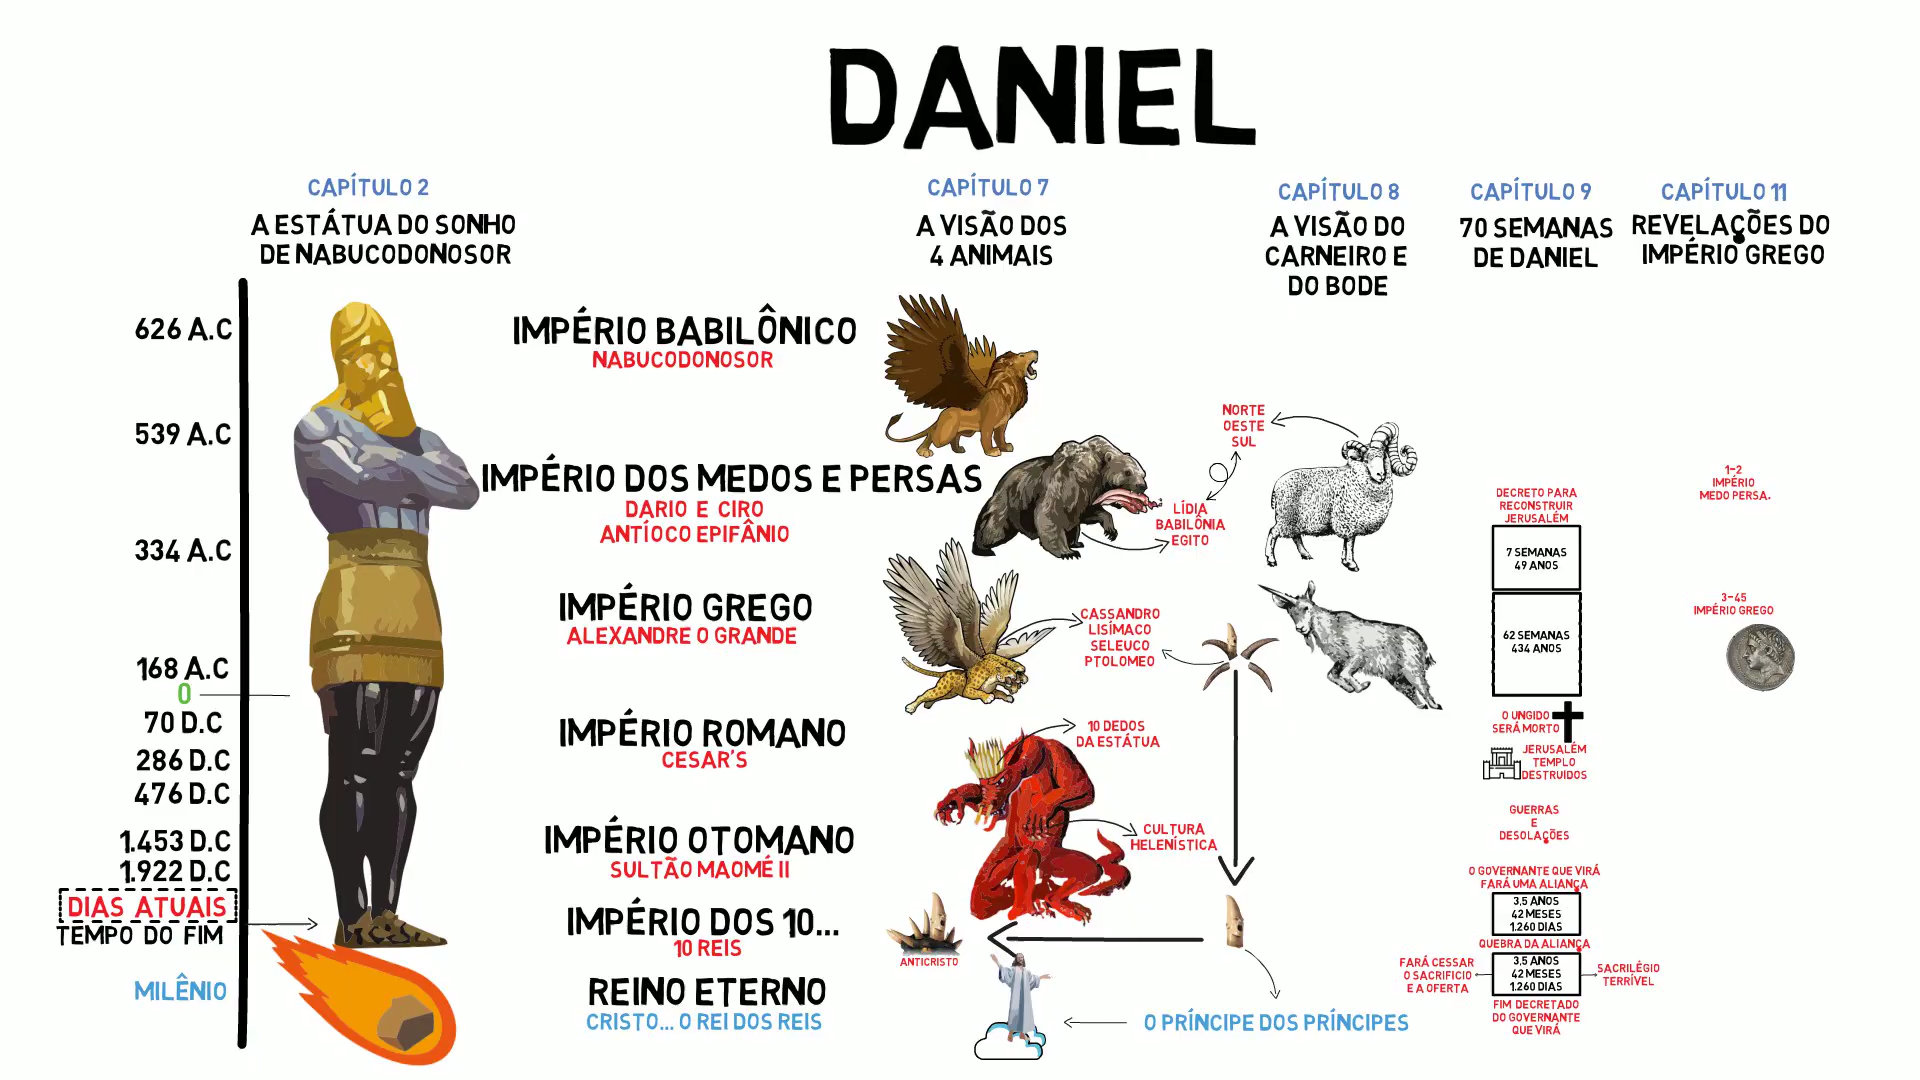 DANIEL
CAPÍTULO 2
A ESTÁTUA DO SONHO
DE NABUCODONOSOR
CAPÍTULO 7
A VISÃO DOS
4 ANIMAIS
CAPÍTULO 8
A VISÃO DO
CARNEIRO E
DO BODE
CAPÍTULO 9
70 SEMANAS
DE DANIEL
CAPÍTULO 11
REVELAÇÕES DO
IMPÉRIO GREGO
626 A.C
539 A.C
334 A.C
168 A.C
0
70 D.C
286 D.C
476 D.C
1.453 D.C
1.922 D.C
DIAS ATUAIS
TEMPO DO FIM
MILÊNIO
IMPÉRIO BABILÔNICO
NABUCODONOSOR
IMPÉRIO DOS MEDOS E PERSAS
DARIO E CIRO
ANTÍOCO EPIFÂNIO
IMPÉRIO GREGO
ALEXANDRE O GRANDE
IMPÉRIO ROMANO
CESAR'S
IMPÉRIO OTOMANO
SULTÃO MAOMÉ II
IMPÉRIO DOS 10...
10 REIS
REINO ETERNO
CRISTO... O REI DOS REIS
NORTE
OESTE
SUL
LÍDIA
BABILÔNIA
EGITO
CASSANDRO
LISÍMACO
SELEUCO
PTOLOMEO
10 DEDOS
DA ESTÁTUA
CULTURA
HELENÍSTICA
ANTICRISTO
O PRÍNCIPE DOS PRÍNCIPES
DECRETO PARA
RECONSTRUIR
JERUSALÉM
7 SEMANAS
49 ANOS
62 SEMANAS
434 ANOS
O UNGIDO
SERÁ MORTO
JERUSALÉM
TEMPLO
DESTRUIDOS
GUERRAS
E
DESOLAÇÕES
O GOVERNANTE QUE VIRÁ
FARÁ UMA ALIANÇA
3,5 ANOS
42 MESES
1.260 DIAS
QUEBRA DA ALIANÇA
FARÁ CESSAR
O SACRIFICIO
E A OFERTA
3,5 ANOS
42 MESES
1.260 DIAS
SACRILÉGIO
TERRÍVEL
FIM DECRETADO
DO GOVERNANTE
QUE VIRÁ
1-2
IMPÉRIO
MEDO PERSA.
3-45
IMPÉRIO GREGO